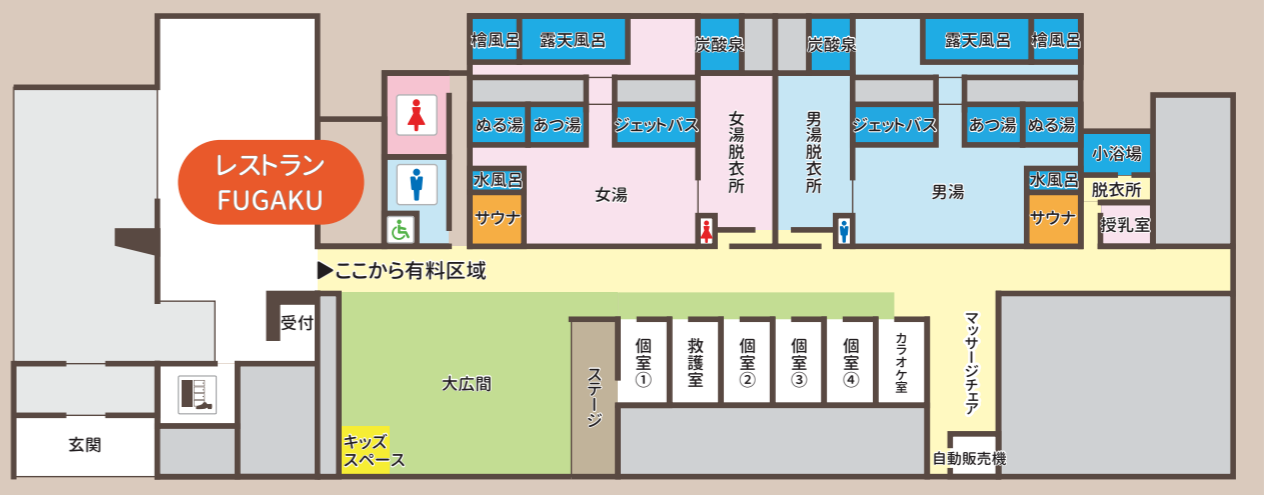 檜風呂
露天風呂
炭酸泉
炭酸泉
露天風呂
檜風呂
ぬる湯
あつ湯
ジェットバス
女湯脱衣所
男湯脱衣所
ジェットバス
あつ湯
ぬる湯
小浴場
レストラン
FUGAKU
水風呂
女湯
男湯
水風呂
脱衣所
サウナ
サウナ
授乳室
▶ここから有料区域
受付
個室①
救護室
個室②
個室③
個室④
カラオケ室
マッサージチェア
大広間
ステージ
玄関
キッズ
スペース
自動販売機